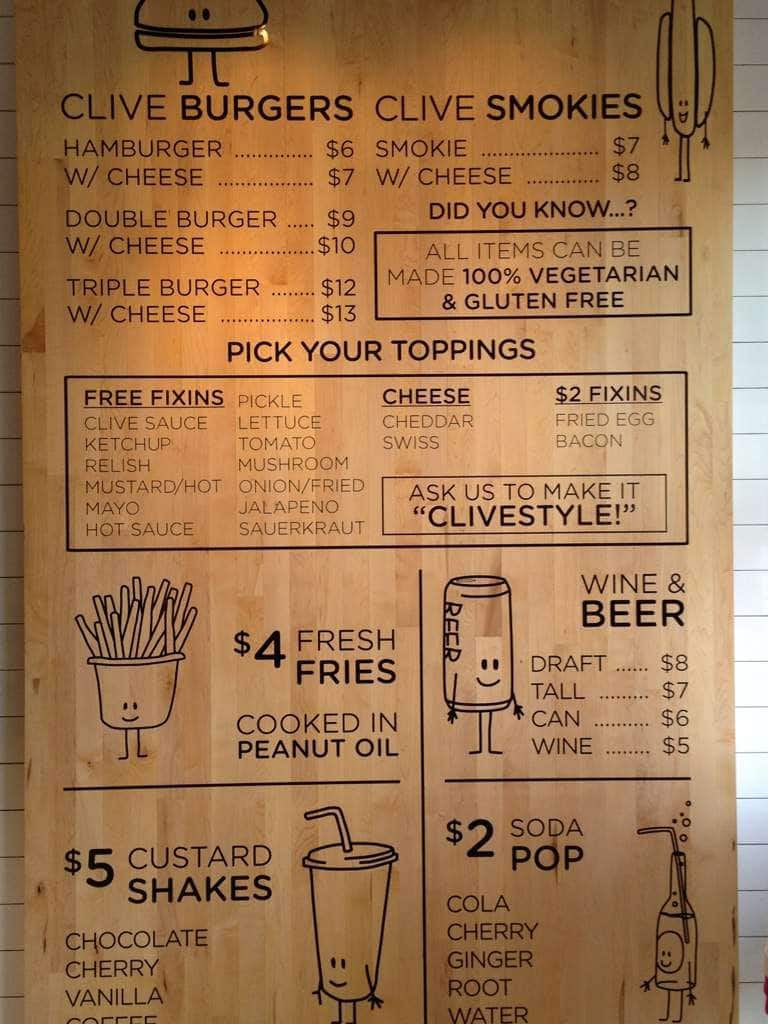 CLIVE BURGERS
HAMBURGER .............. $6
W/ CHEESE ................. $7
DOUBLE BURGER ..... $9
W/ CHEESE .................$10
TRIPLE BURGER ........ $12
W/ CHEESE ................. $13
CLIVE SMOKIES
SMOKIE ...................... $7
W/ CHEESE ............. $8
DID YOU KNOW...?
ALL ITEMS CAN BE
MADE 100% VEGETARIAN
& GLUTEN FREE
PICK YOUR TOPPINGS
FREE FIXINS
CLIVE SAUCE
KETCHUP
RELISH
MUSTARD/HOT
MAYO
HOT SAUCE
PICKLE
LETTUCE
TOMATO
MUSHROOM
ONION/FRIED
JALAPENO
SAUERKRAUT
CHEESE
CHEDDAR
SWISS
$2 FIXINS
FRIED EGG
BACON
ASK US TO MAKE IT
"CLIVESTYLE!"
$4 FRESH
FRIES
COOKED IN
PEANUT OIL
BEER
WINE &
BEER
DRAFT ...... $8
TALL ......... $7
CAN .......... $6
WINE ........ $5
$5 CUSTARD
SHAKES
CHOCOLATE
CHERRY
VANILLA
COFFEE
$2 SODA
POP
COLA
CHERRY
GINGER
ROOT
WATER